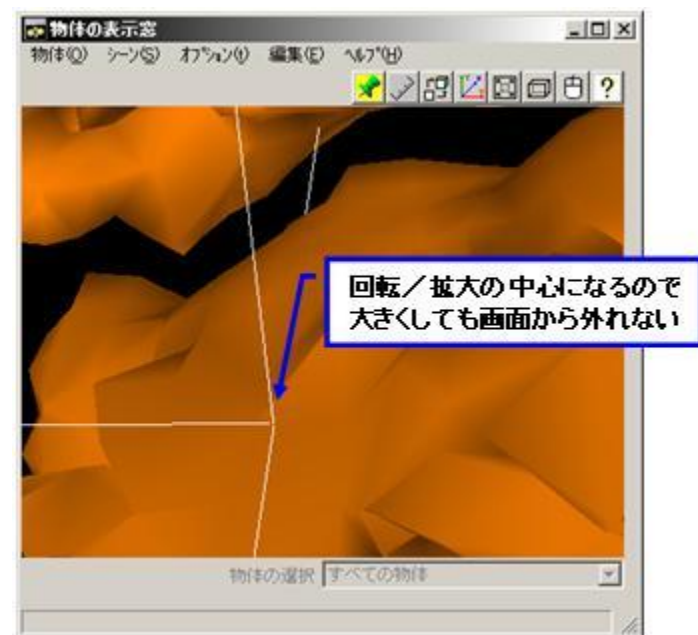 物体の表示窓
物体(O) シーン(S) オプション(t) 編集(E) ヘルプ(H)
?
回転／拡大の中心になるので
大きくしても画面から外れない
物体の選択 すべての物体